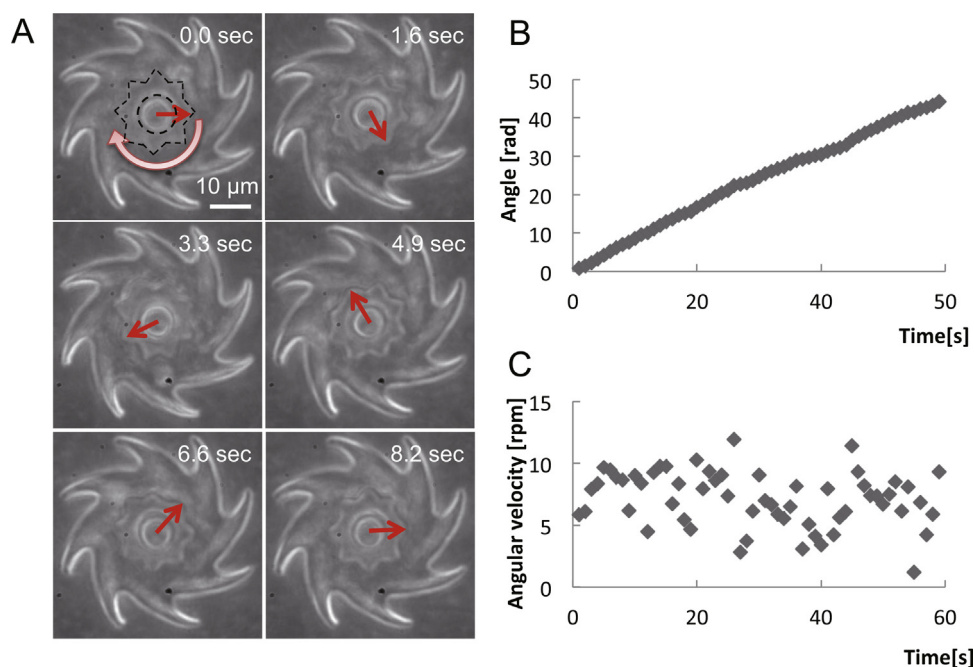 A
0.0 sec
1.6 sec
10 µm
3.3 sec
4.9 sec
6.6 sec
8.2 sec
B
Angle [rad]
50
40
30
20
10
0
0 20 40 50
Time[s]
C
Angular velocity [rpm]
15
10
5
0
0 20 40 60
Time[s]